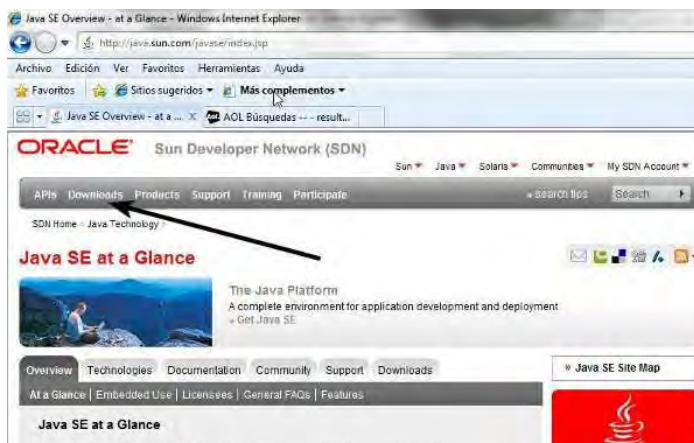 Java SE Overview - at a Glance - Windows Internet Explorer
http://java.sun.com/javase/index.jsp
Archivo Edición Ver Favoritos Herramientas Ayuda
Favoritos Sitios sugeridos Más complementos
Java SE Overview - at a ... X AOL Búsquedas -- - result...
ORACLE Sun Developer Network (SDN)
Sun Java Solaris Communities My SDN Account
APIs Downloads Products Support Training Participate » search tips Search
SDN Home > Java Technology >
Java SE at a Glance
The Java Platform
A complete environment for application development and deployment
» Get Java SE
Overview Technologies Documentation Community Support Downloads
» Java SE Site Map
At a Glance | Embedded Use | Licensees | General FAQs | Features
Java SE at a Glance